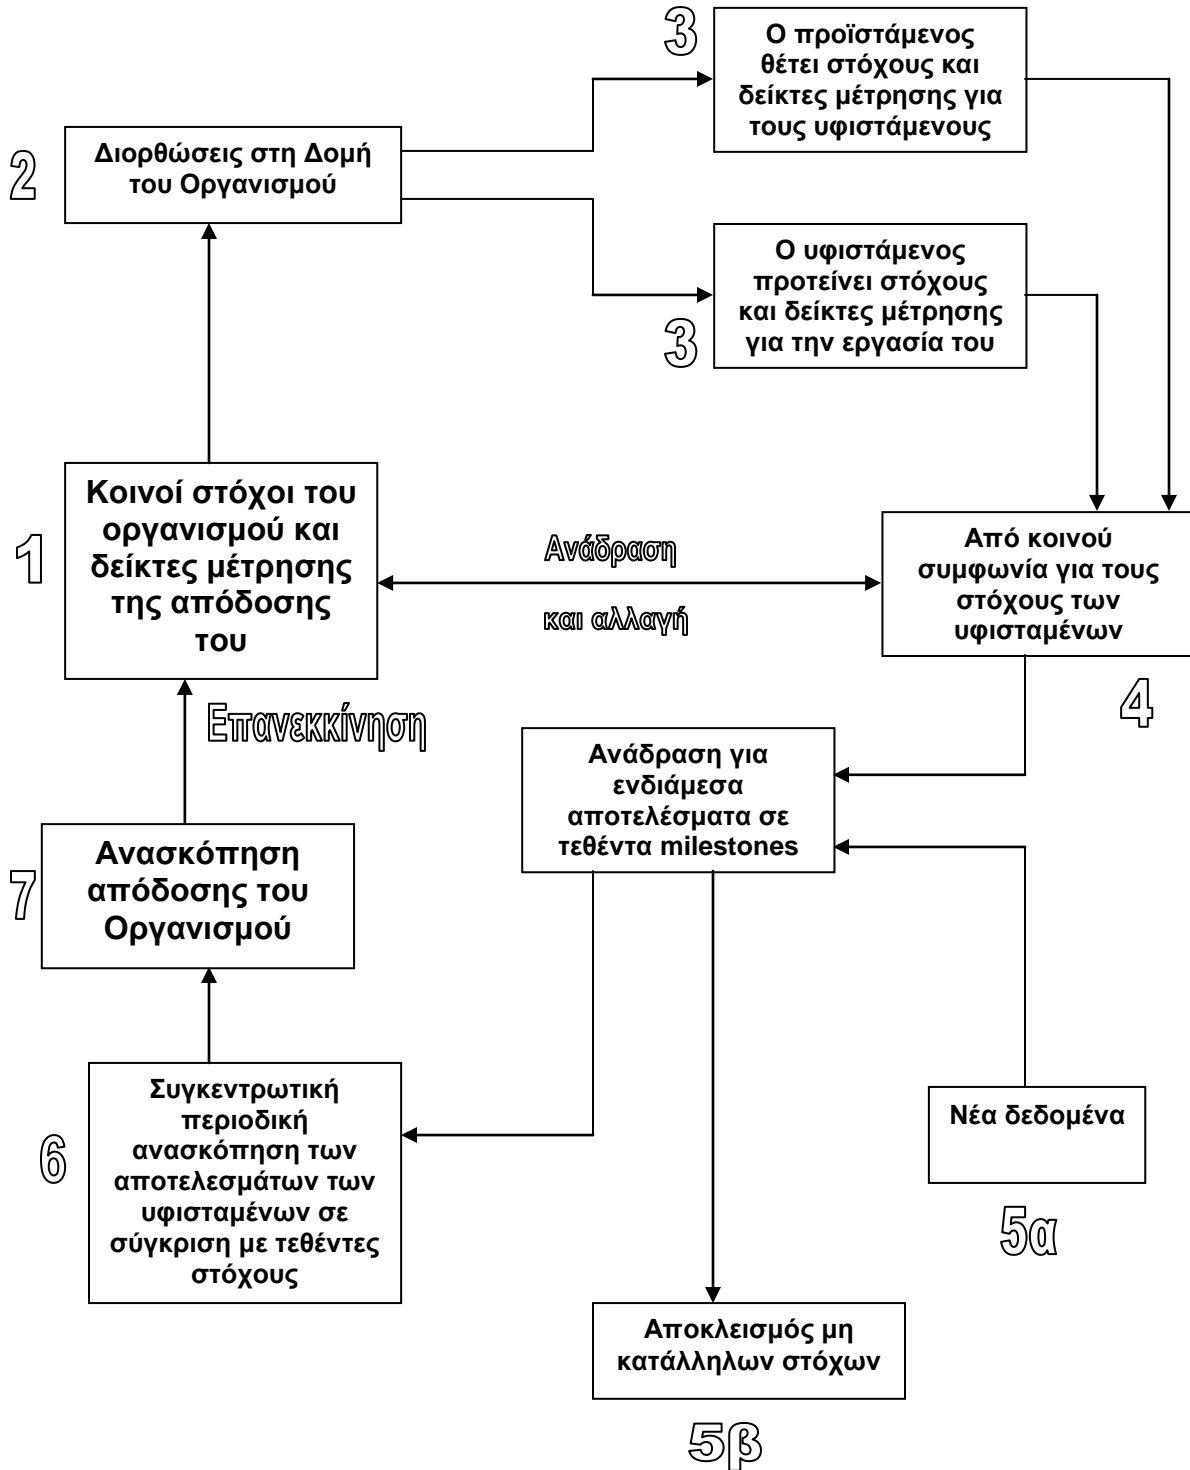 3
Ο προϊστάμενος
θέτει στόχους και
δείκτες μέτρησης για
τους υφιστάμενους
2
Διορθώσεις στη Δομή
του Οργανισμού
Ο υφιστάμενος
προτείνει στόχους
και δείκτες μέτρησης
για την εργασία του
3
1
Κοινοί στόχοι του
οργανισμού και
δείκτες μέτρησης
της απόδοσης
του
Ανάδραση
και αλλαγή
Από κοινού
συμφωνία για τους
στόχους των
υφισταμένων
4
Επανεκκίνηση
Ανάδραση για
ενδιάμεσα
αποτελέσματα σε
τεθέντα milestones
7
Ανασκόπηση
απόδοσης του
Οργανισμού
6
Συγκεντρωτική
περιοδική
ανασκόπηση των
αποτελεσμάτων των
υφισταμένων σε
σύγκριση με τεθέντες
στόχους
Νέα δεδομένα
5α
Αποκλεισμός μη
κατάλληλων στόχων
5β